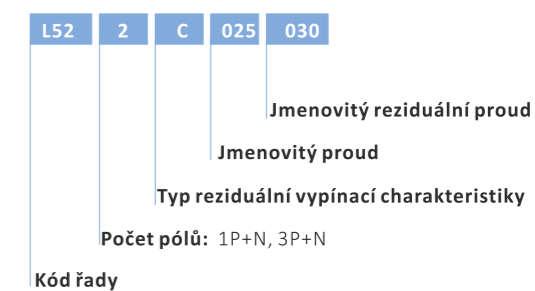 L52 2 C 025 030
Jmenovitý reziduální proud
Jmenovitý proud
Typ reziduální vypínací charakteristiky
Počet pólů: 1P+N, 3P+N
Kód řady